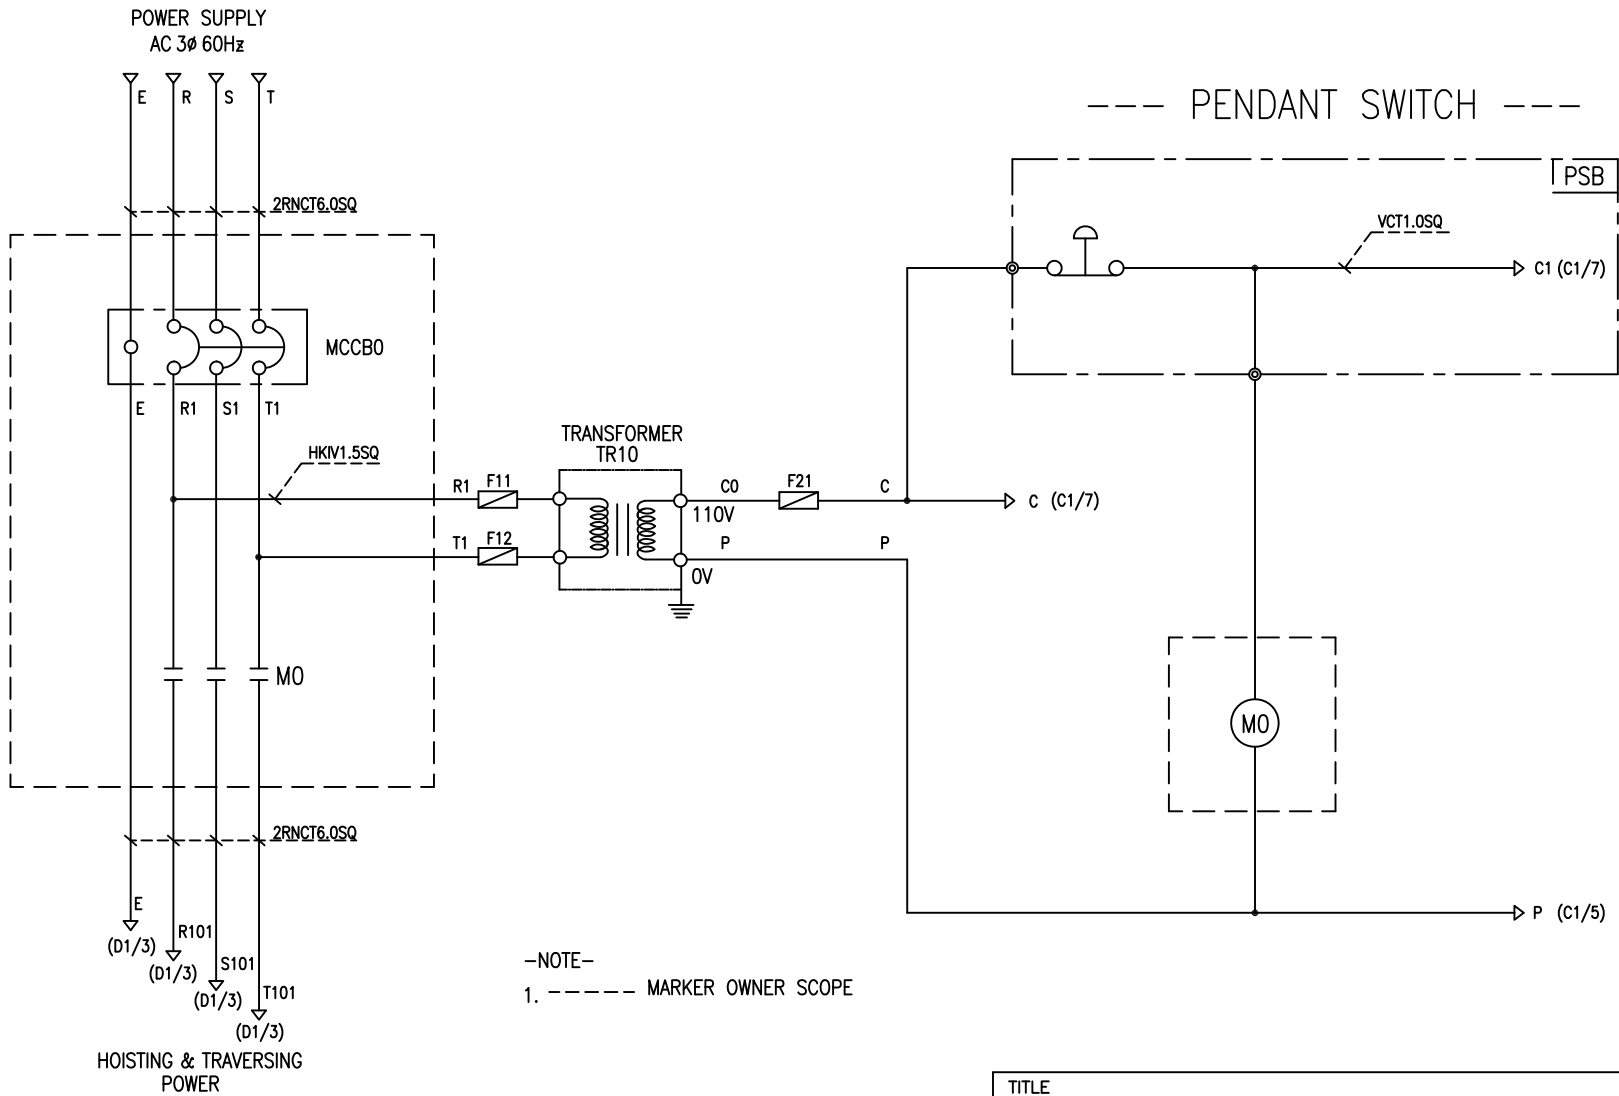 POWER SUPPLY
AC 3ø 60Hz
E R S T
2RNCT6.0SQ
MCCB0
E R1 S1 T1
HKIV1.5SQ
M0
2RNCT6.0SQ
E
(D1/3)
R101
(D1/3)
S101
(D1/3)
T101
(D1/3)
HOISTING & TRAVERSING
POWER
TRANSFORMER
TR10
R1 F11
T1 F12
C0 F21 C
110V
P P
0V
C (C1/7)
--- PENDANT SWITCH ---
PSB
VCT1.0SQ
C1 (C1/7)
M0
P (C1/5)
-NOTE-
1. ------ MARKER OWNER SCOPE
TITLE